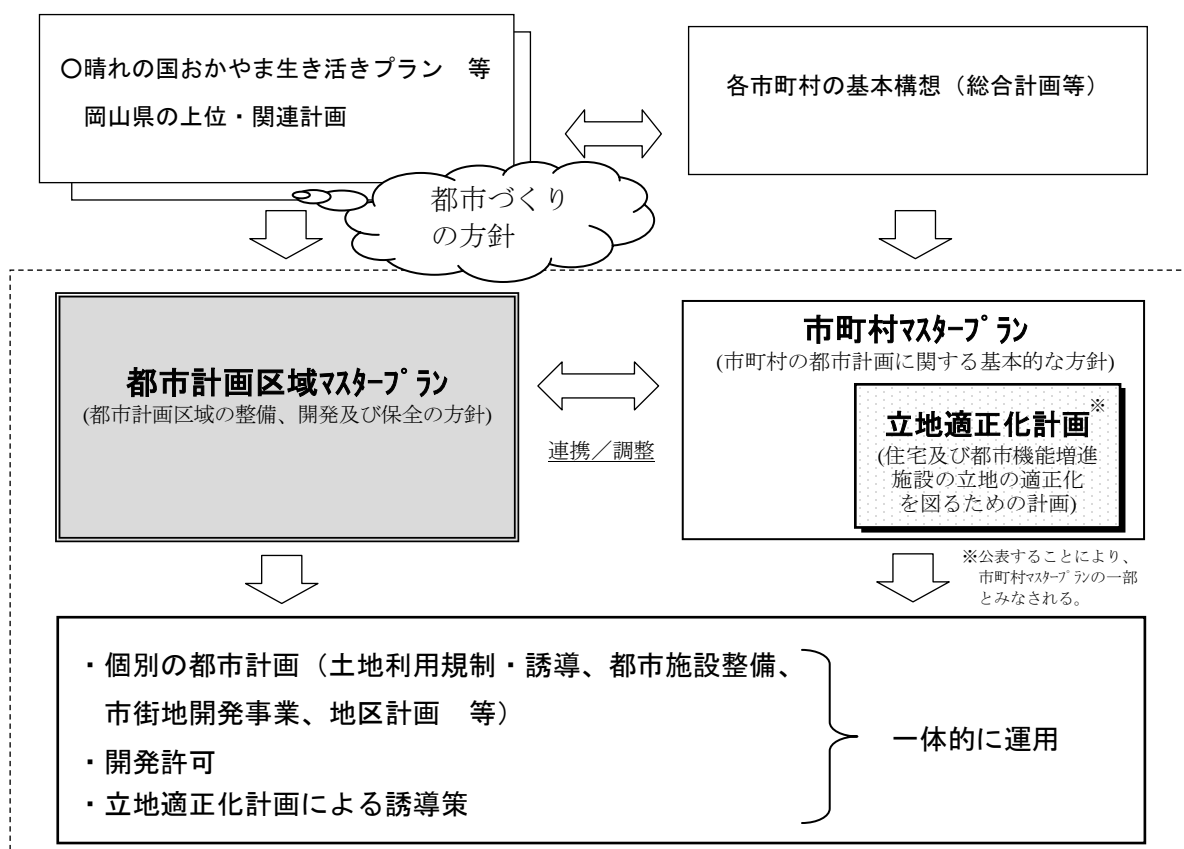 〇晴れの国おかやま生き活きプラン　等
岡山県の上位・関連計画
各市町村の基本構想（総合計画等）
都市づくり
の方針
都市計画区域ﾏｽﾀｰﾌﾟﾗﾝ
(都市計画区域の整備、開発及び保全の方針)
連携／調整
市町村ﾏｽﾀｰﾌﾟﾗﾝ
(市町村の都市計画に関する基本的な方針)
立地適正化計画※
(住宅及び都市機能増進
施設の立地の適正化
を図るための計画)
※公表することにより、
市町村ﾏｽﾀｰﾌﾟﾗﾝの一部
とみなされる。
・個別の都市計画（土地利用規制・誘導、都市施設整備、
市街地開発事業、地区計画　等）
・開発許可
・立地適正化計画による誘導策
一体的に運用